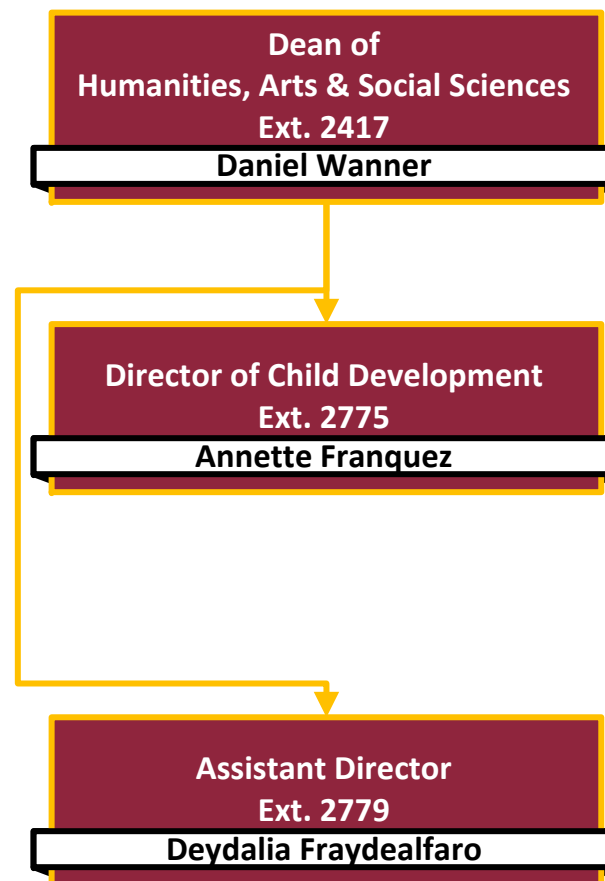 Dean of
Humanities, Arts & Social Sciences
Ext. 2417
Daniel Wanner
Director of Child Development
Ext. 2775
Annette Franquez
Assistant Director
Ext. 2779
Deydalia Fraydealfaro